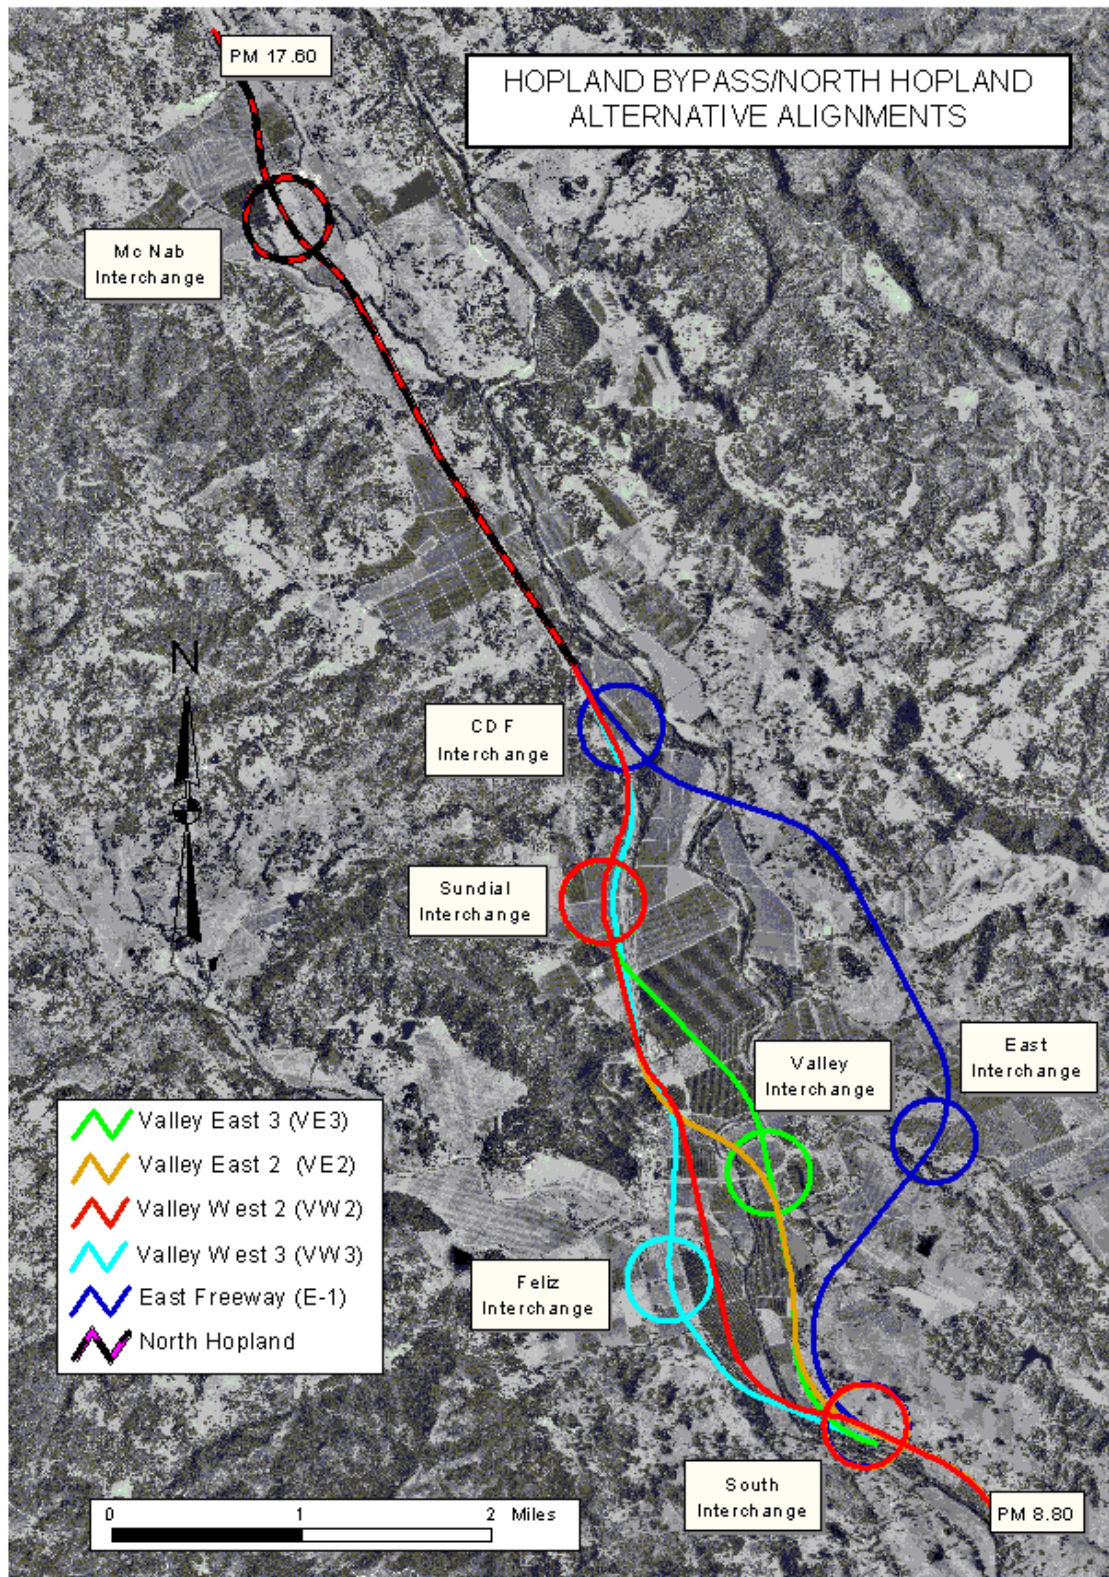 PM 17.60
HOPLAND BYPASS/NORTH HOPLAND
ALTERNATIVE ALIGNMENTS
Mc Nab
Interchange
N
CDF
Interchange
Sundial
Interchange
Valley
Interchange
East
Interchange
Valley East 3 (VE3)
Valley East 2 (VE2)
Valley West 2 (VW2)
Valley West 3 (VW3)
East Freeway (E-1)
North Hopland
Feliz
Interchange
South
Interchange
PM 8.80
0 1 2 Miles